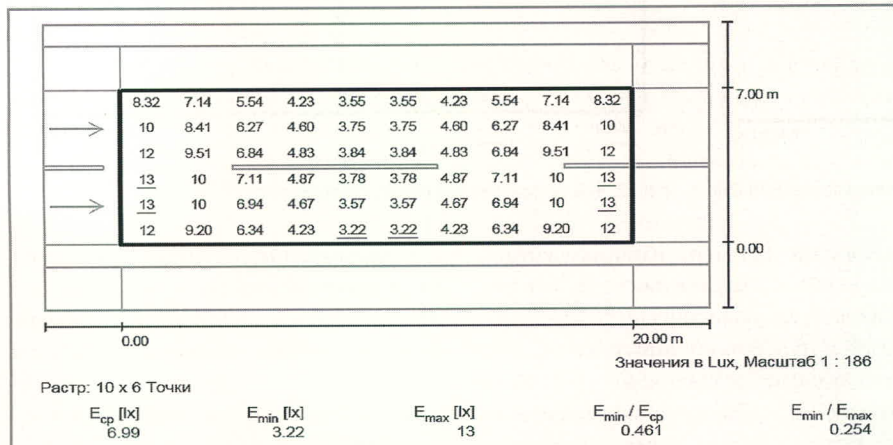 8.32 7.14 5.54 4.23 3.55 3.55 4.23 5.54 7.14 8.32
7.00 m
10 8.41 6.27 4.60 3.75 3.75 4.60 6.27 8.41 10
12 9.51 6.84 4.83 3.84 3.84 4.83 6.84 9.51 12
13 10 7.11 4.87 3.78 3.78 4.87 7.11 10 13
13 10 6.94 4.67 3.57 3.57 4.67 6.94 10 13
12 9.20 6.34 4.23 3.22 3.22 4.23 6.34 9.20 12
0.00
0.00 20.00 m
Значения в Lux, Масштаб 1 : 186
Растр: 10 x 6 Точки
Eср [lx] Emin [lx] Emax [lx] Emin / Eср Emin / Emax
6.99 3.22 13 0.461 0.254